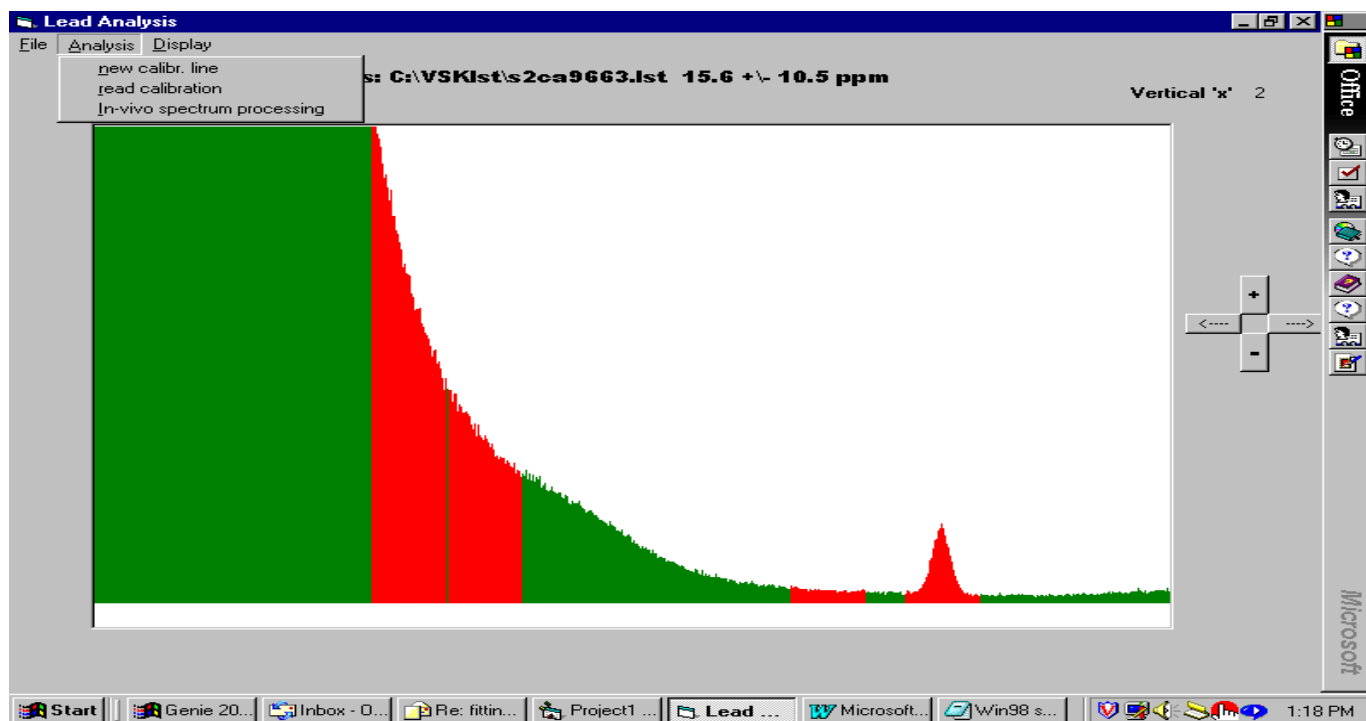 Lead Analysis
File Analysis Display
new calibr. line
read calibration
In-vivo spectrum processing
s: C:\VSKlst\s2ca9663.lst 15.6 +\- 10.5 ppm
Vertical 'x' 2
+
<---- ---->
-
Office
Microsoft
Start Genie 20... Inbox - O... Re: fittin... Project1 ... Lead ... Microsoft... Win98 s... 1:18 PM